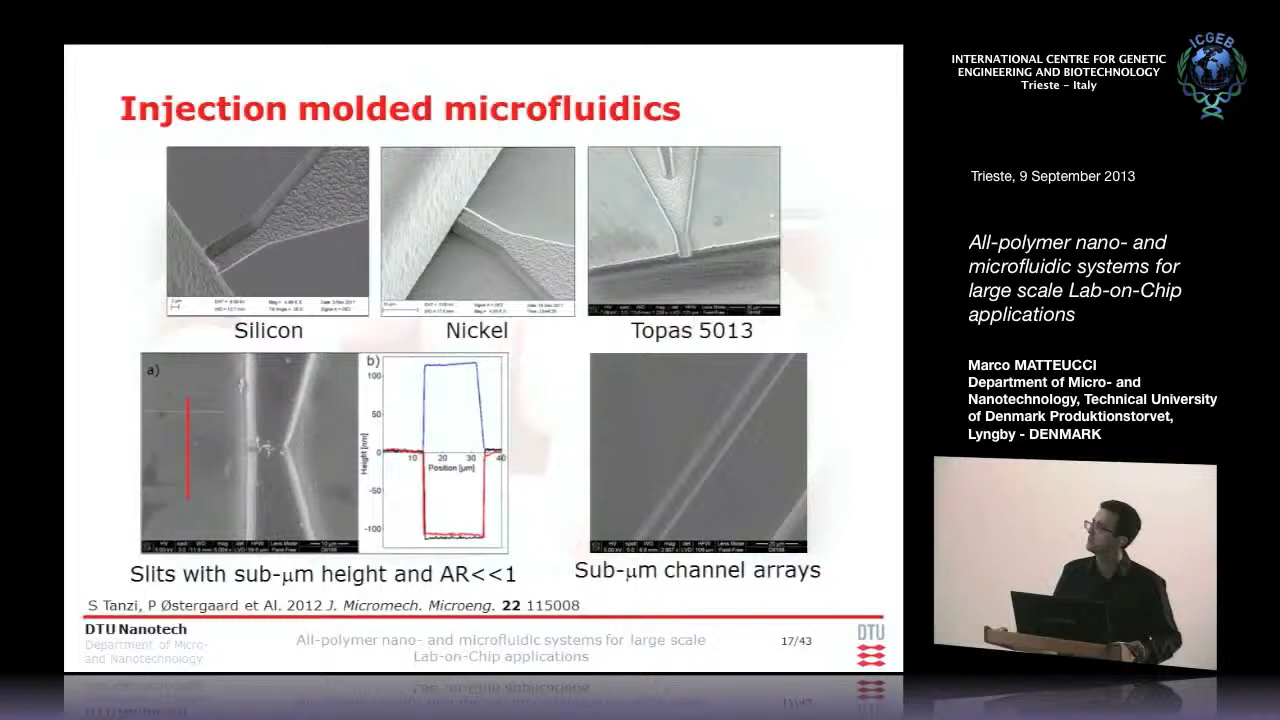 Injection molded microfluidics
Silicon
Nickel
Topas 5013
a)
b)
100
50
0
-50
-100
10
20
30
40
Height [nm]
Position [µm]
Slits with sub-µm height and AR<<1
Sub-µm channel arrays
S Tanzi, P Østergaard et Al. 2012 J. Micromech. Microeng. 22 115008
DTU Nanotech
Department of Micro-
and Nanotechnology
All-polymer nano- and microfluidic systems for large scale
Lab-on-Chip applications
17/43
DTU
INTERNATIONAL CENTRE FOR GENETIC
ENGINEERING AND BIOTECHNOLOGY
Trieste - Italy
ICGEB
Trieste, 9 September 2013
All-polymer nano- and
microfluidic systems for
large scale Lab-on-Chip
applications
Marco MATTEUCCI
Department of Micro- and
Nanotechnology, Technical University
of Denmark Produktionstorvet,
Lyngby - DENMARK